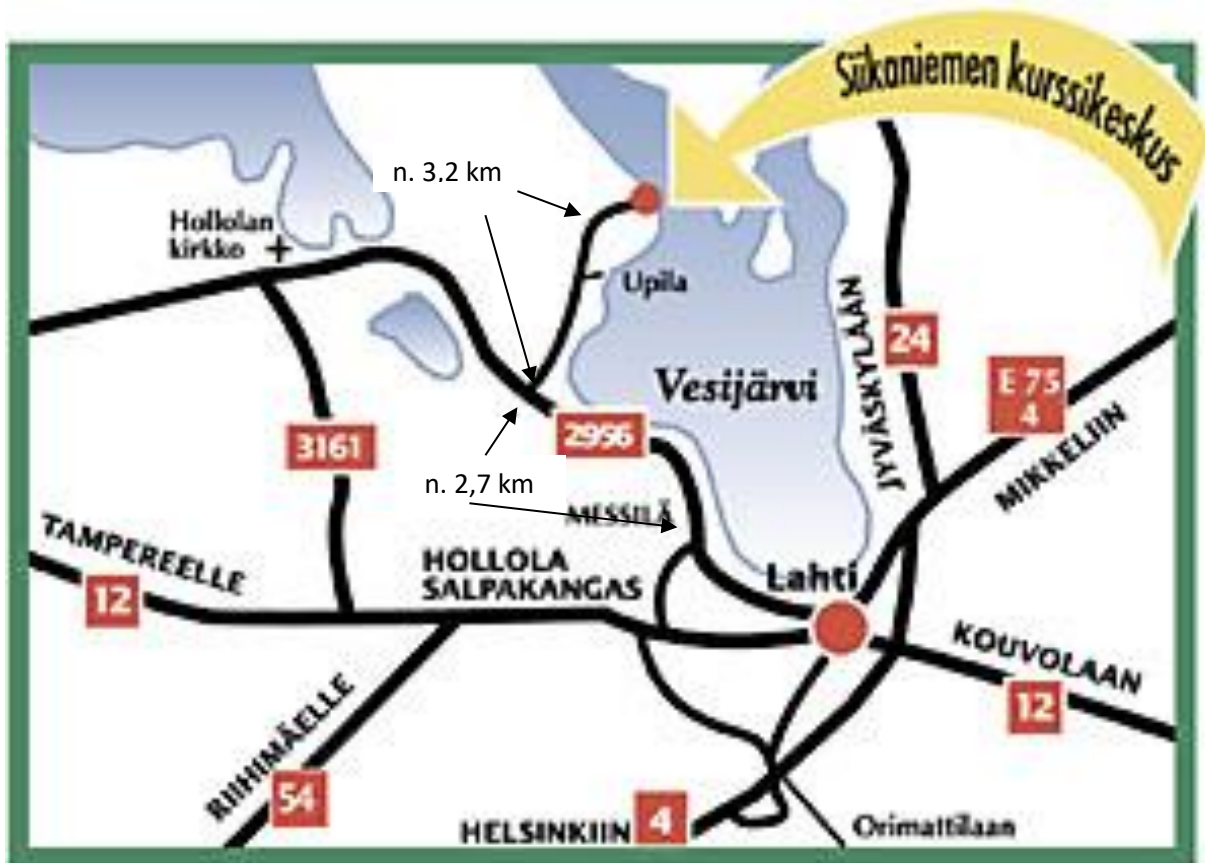 Siikaniemen kurssikeskus
n. 3,2 km
Hollolan
kirkko
Upila
24
JYVÄSKYLÄÄN
Vesijärvi
E 75
4
MIKKELIIN
2956
3161
n. 2,7 km
MESSILÄ
TAMPEREELLE
12
HOLLOLA
SALPAKANGAS
Lahti
KOUVOLAAN
12
RIIHIMÄELLE
54
HELSINKIIN
4
Orimattilaan